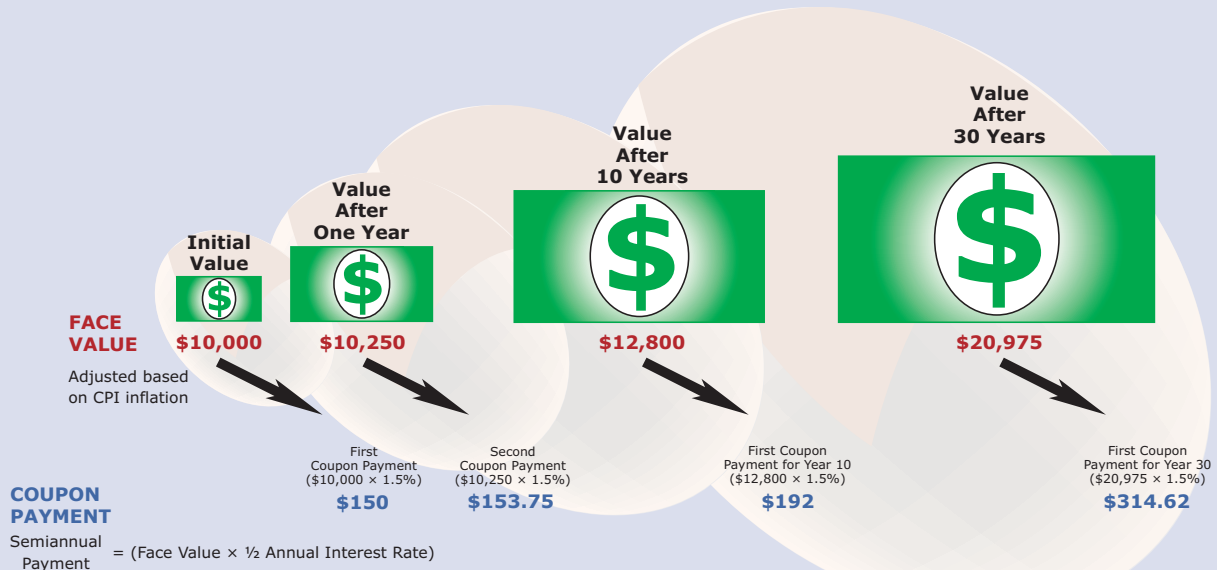 Initial
Value
Value
After
One Year
Value
After
10 Years
Value
After
30 Years
$
$
$
$
FACE
VALUE
$10,000
$10,250
$12,800
$20,975
Adjusted based
on CPI inflation
First
Coupon Payment
($10,000 × 1.5%)
$150
Second
Coupon Payment
($10,250 × 1.5%)
$153.75
First Coupon
Payment for Year 10
($12,800 × 1.5%)
$192
First Coupon
Payment for Year 30
($20,975 × 1.5%)
$314.62
COUPON
PAYMENT
Semiannual
Payment
= (Face Value × ½ Annual Interest Rate)